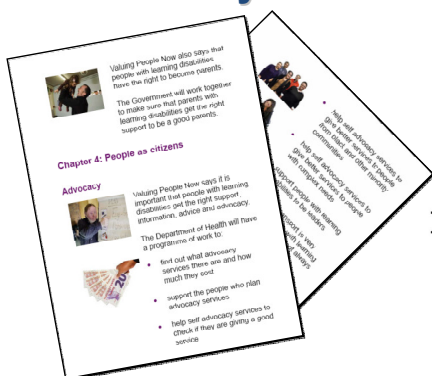 Valuing People Now also says that
people with learning disabilities
have the right to become parents.
The Government will work together
to make sure that parents with
learning disabilities get the right
support to be a good parents.
Chapter 4: People as citizens
Advocacy
Valuing People Now says it is
important that people with learning
disabilities get the right support,
information, advice and advocacy.
The Department of Health will have
a programme of work to:
• find out what advocacy
services there are and how
much they cost
• support the people who plan
advocacy services
• help self advocacy services to
check if they are giving a good
service
20
• help self advocacy services to
give better services to people
from black and other minority
communities
• help self advocacy services to
give better services to people
with complex needs
support people with learning
to be leaders
is very
with learning
always